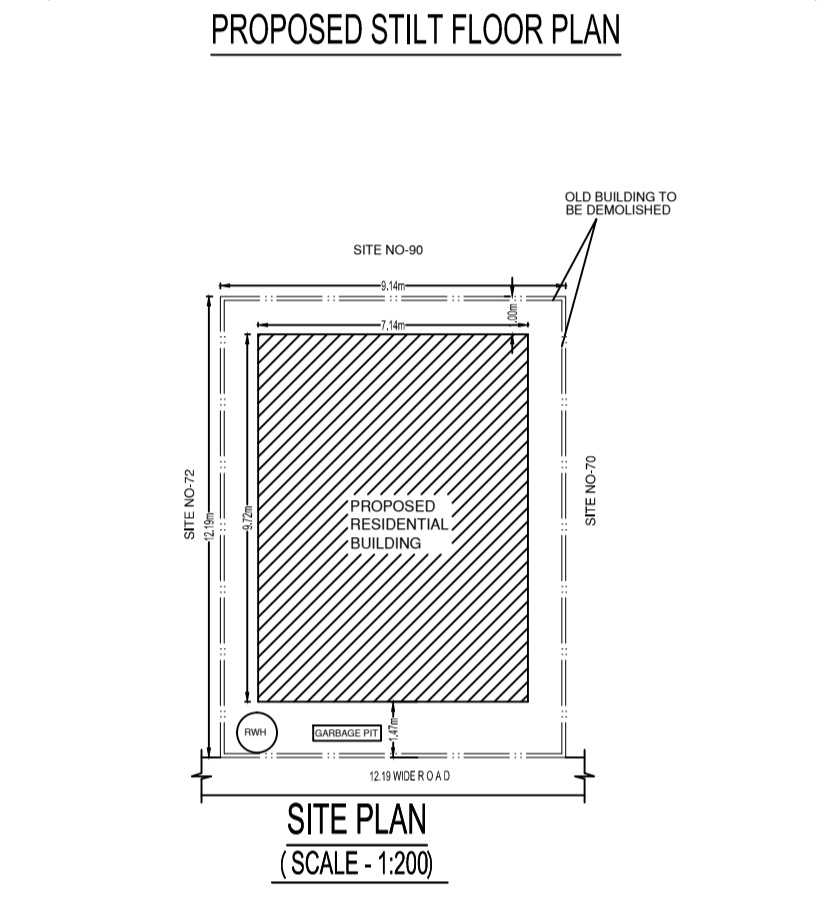 PROPOSED STILT FLOOR PLAN
OLD BUILDING TO
BE DEMOLISHED
SITE NO-90
9.14m
1.00m
7.14m
SITE NO-72
12.19m
9.72m
PROPOSED
RESIDENTIAL
BUILDING
SITE NO-70
RWH
GARBAGE PIT
1.47m
12.19 WIDE R O A D
SITE PLAN
( SCALE - 1:200)